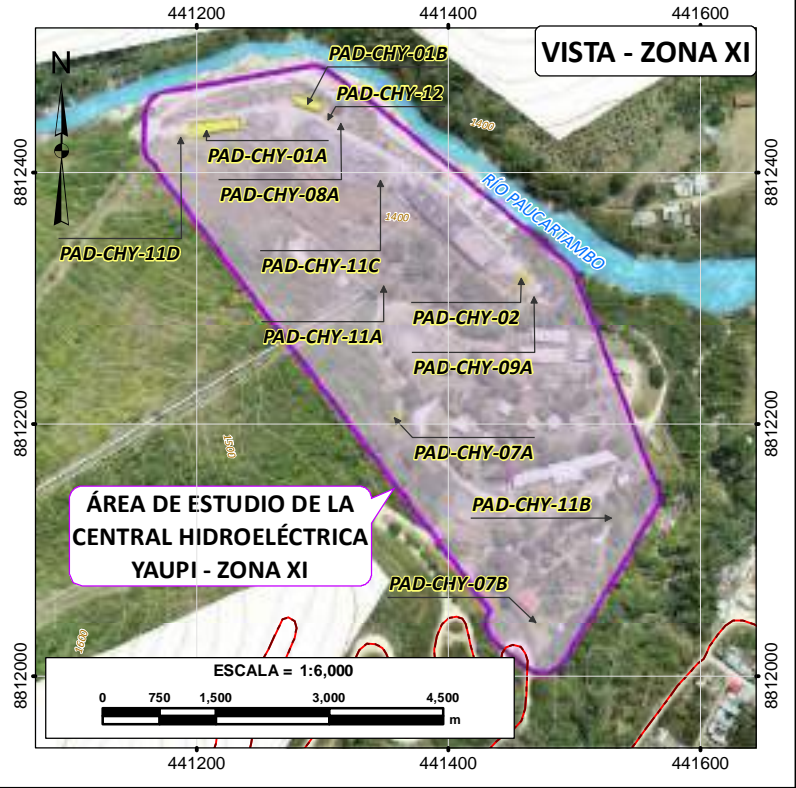 441200
441400
441600
VISTA - ZONA XI
N
PAD-CHY-01B
PAD-CHY-12
1400
PAD-CHY-01A
8812400
8812400
PAD-CHY-08A
RÍO PAUCARTAMBO
1400
PAD-CHY-11D
PAD-CHY-11C
PAD-CHY-02
PAD-CHY-11A
PAD-CHY-09A
8812200
8812200
1500
PAD-CHY-07A
ÁREA DE ESTUDIO DE LA
CENTRAL HIDROELÉCTRICA
YAUPI - ZONA XI
PAD-CHY-11B
PAD-CHY-07B
1600
8812000
8812000
ESCALA = 1:6,000
0 750 1,500 3,000 4,500
m
441200
441400
441600